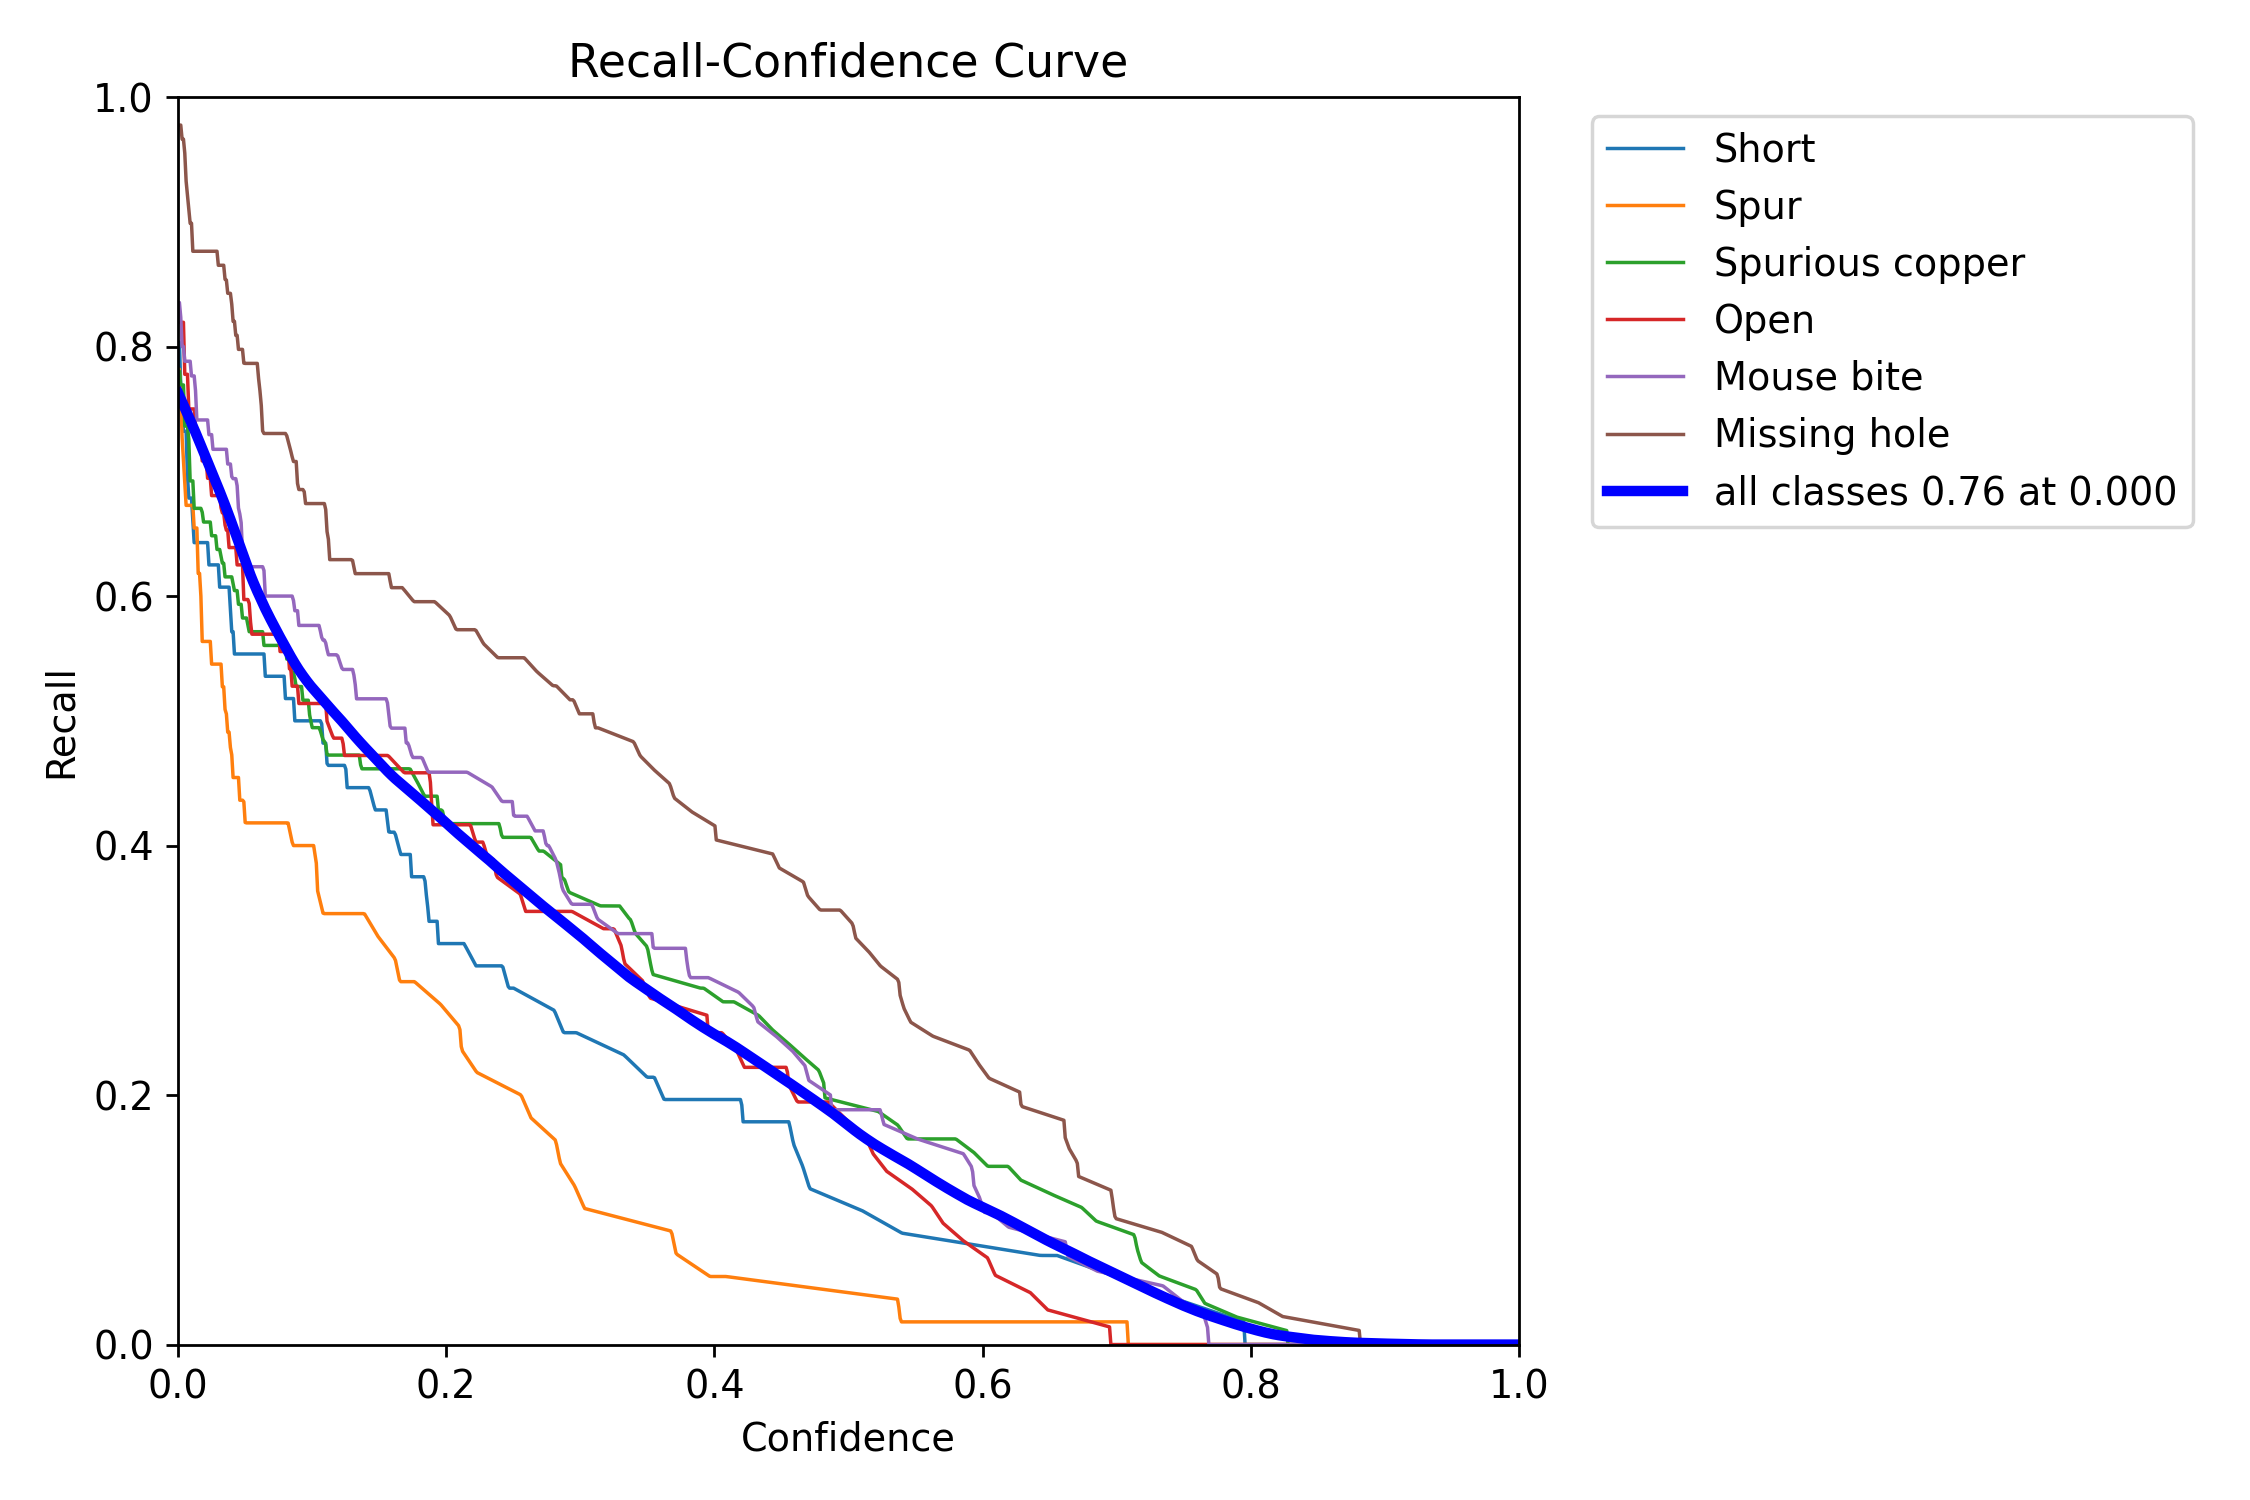 Recall-Confidence Curve
1.0
0.8
0.6
0.4
0.2
0.0
Recall
0.0 0.2 0.4 0.6 0.8 1.0
Confidence
Short
Spur
Spurious copper
Open
Mouse bite
Missing hole
all classes 0.76 at 0.000